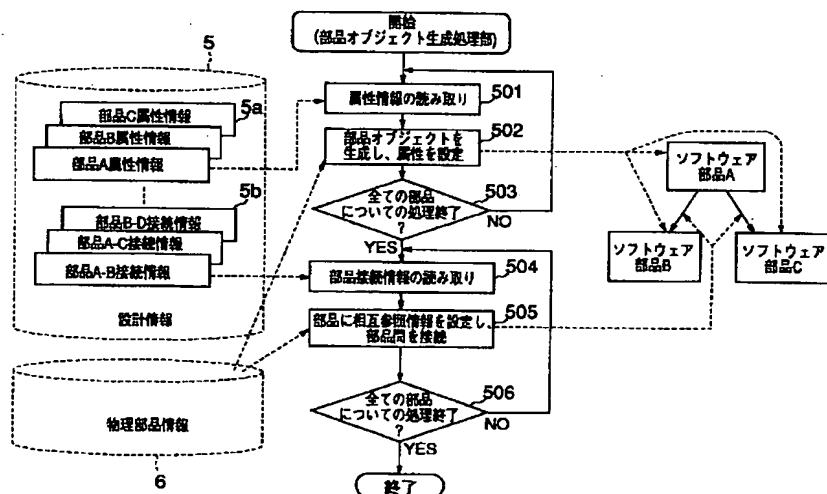 開始
(部品オブジェクト生成処理部)
5
部品C属性情報
5a
部品B属性情報
部品A属性情報
5b
部品B-D接続情報
部品A-C接続情報
部品A-B接続情報
設計情報
物理部品情報
6
属性情報の読み取り
501
部品オブジェクトを
生成し、属性を設定
502
全ての部品
についての処理終了
?
503
NO
YES
部品接続情報の読み取り
504
部品に相互参照情報を設定し、
部品間を接続
505
全ての部品
についての処理終了
?
506
NO
YES
終了
ソフトウェア
部品A
ソフトウェア
部品B
ソフトウェア
部品C